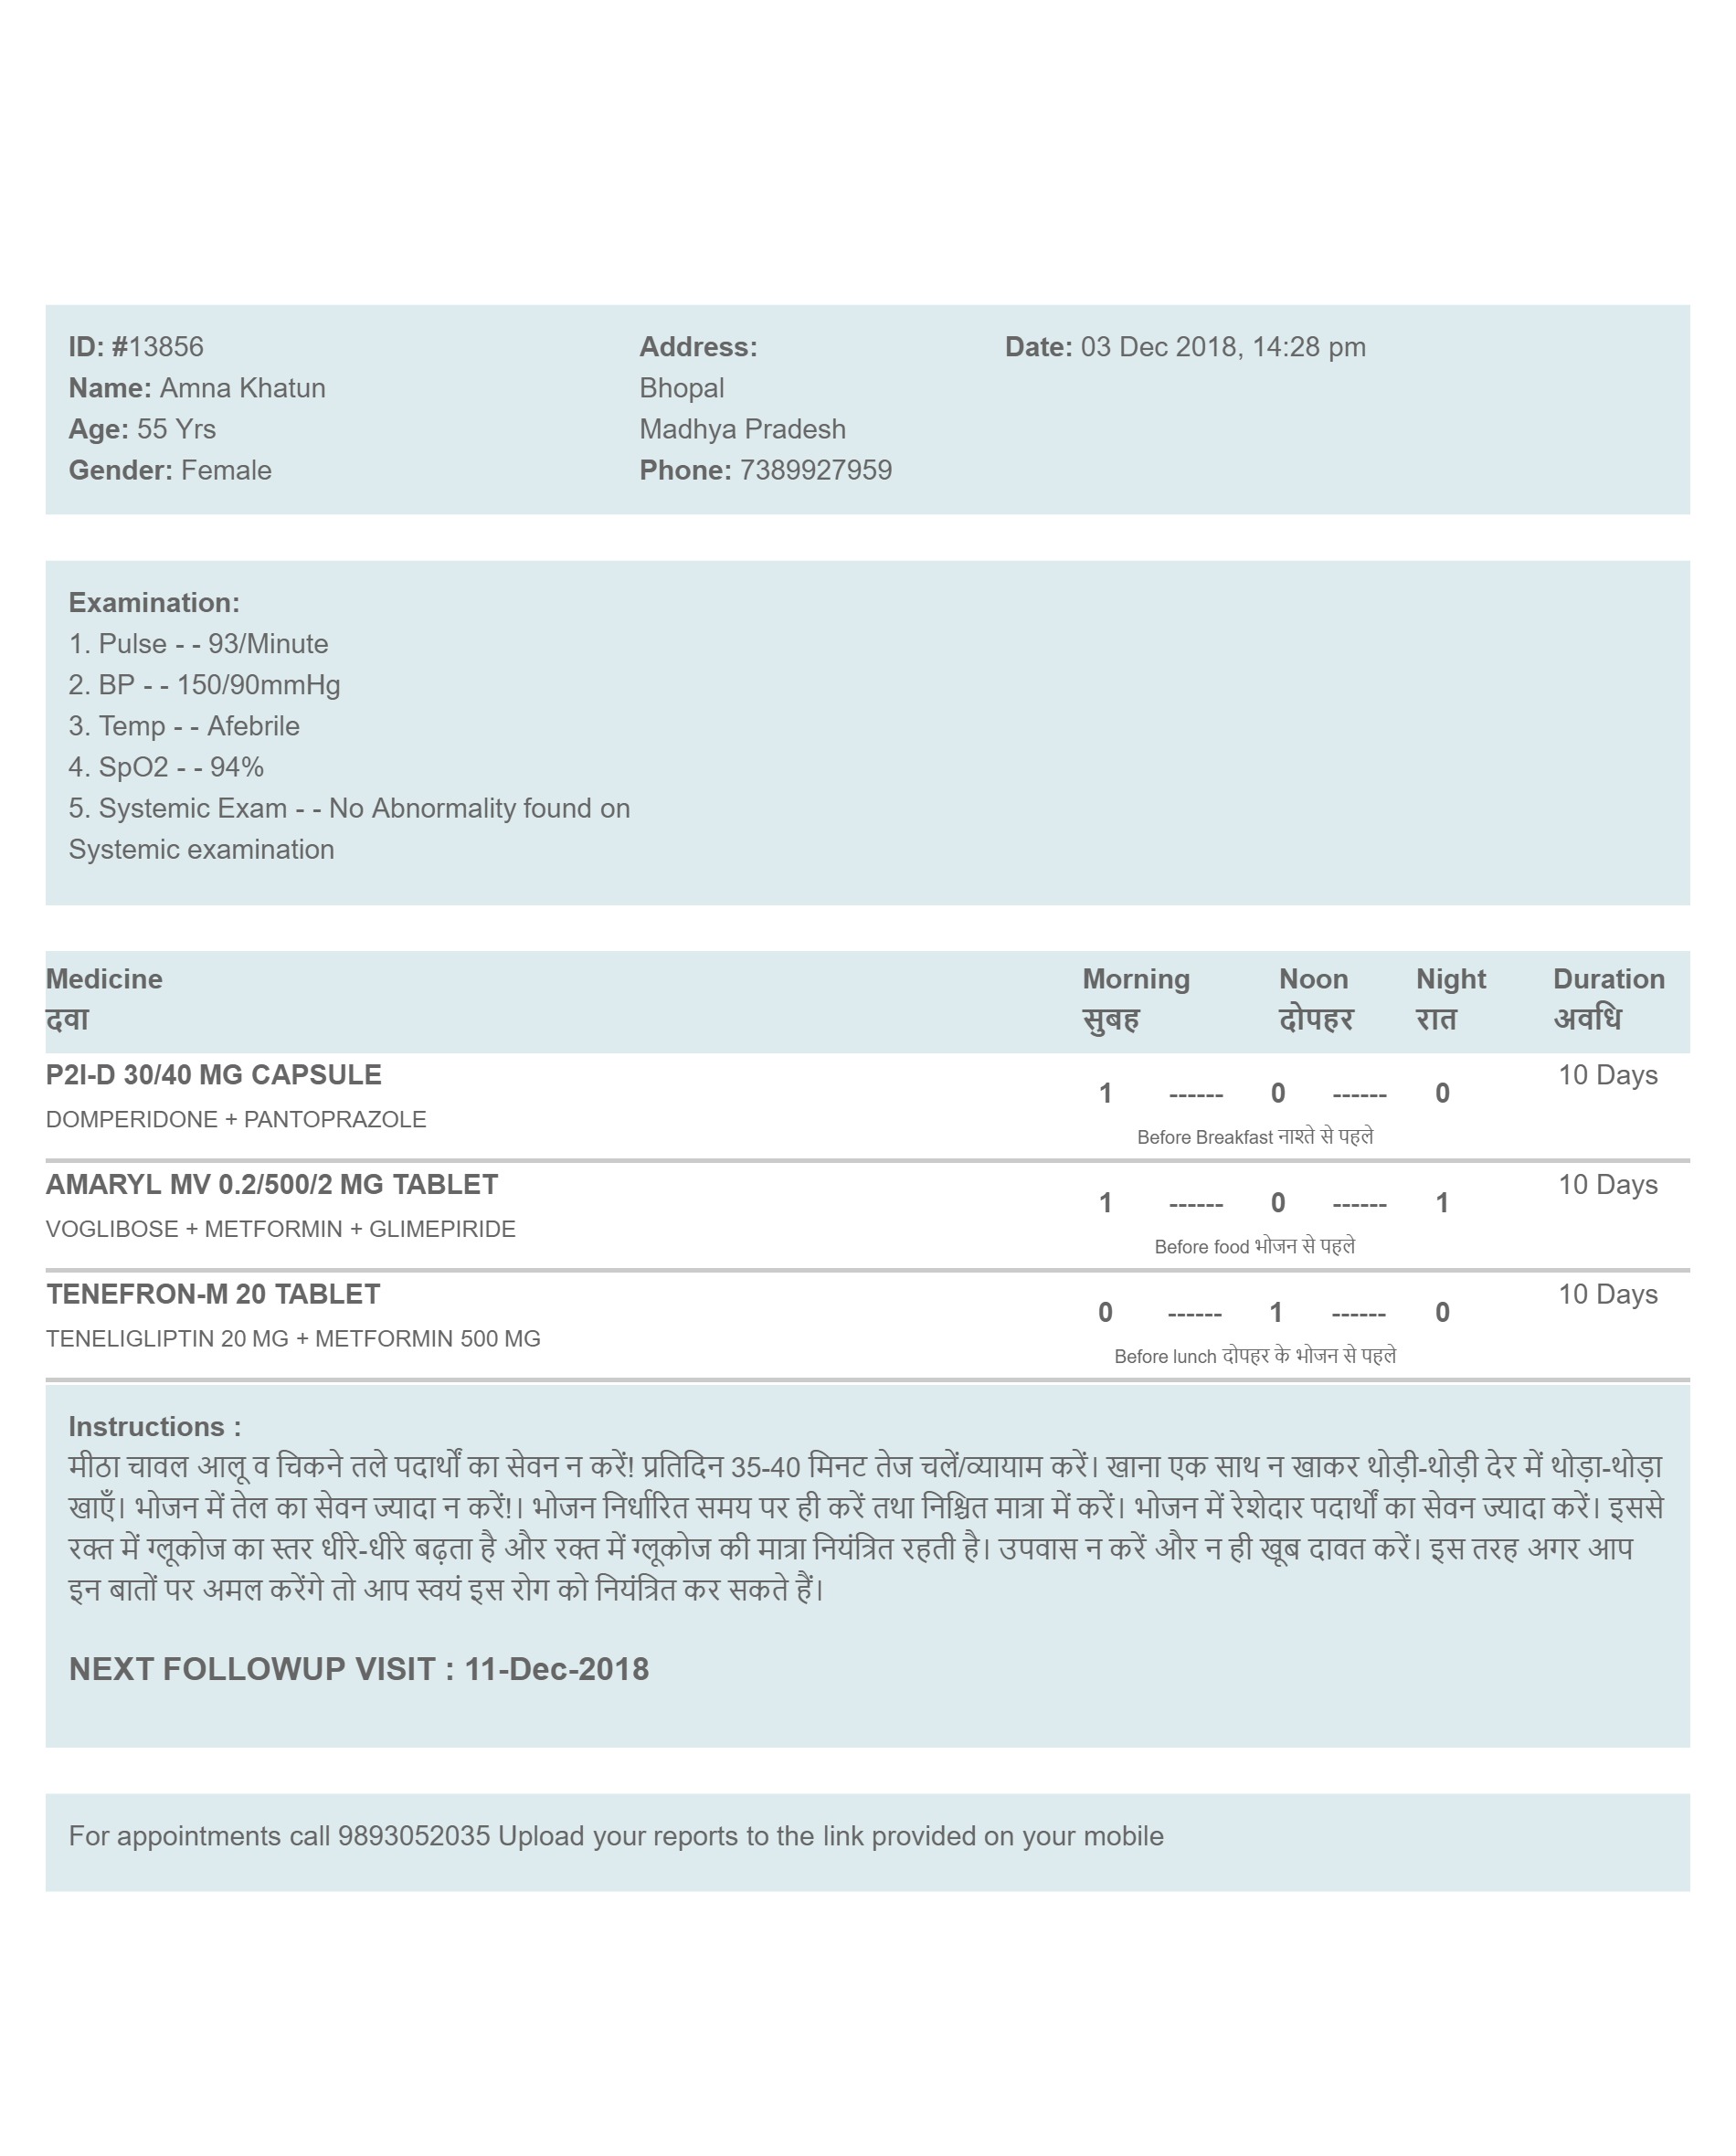 ID: #13856
Name: Amna Khatun
Age: 55 Yrs
Gender: Female
Address:
Bhopal
Madhya Pradesh
Phone: 7389927959
Date: 03 Dec 2018, 14:28 pm
Examination:
1. Pulse - - 93/Minute
2. BP - - 150/90mmHg
3. Temp - - Afebrile
4. SpO2 - - 94%
5. Systemic Exam - - No Abnormality found on
Systemic examination
Medicine Morning Noon Night Duration
दवा सुबह दोपहर रात अवधि
P2I-D 30/40 MG CAPSULE 10 Days
1 ------ 0 ------ 0
DOMPERIDONE + PANTOPRAZOLE
Before Breakfast नाश्ते से पहले
AMARYL MV 0.2/500/2 MG TABLET 10 Days
1 ------ 0 ------ 1
VOGLIBOSE + METFORMIN + GLIMEPIRIDE
Before food भोजन से पहले
TENEFRON-M 20 TABLET 10 Days
0 ------ 1 ------ 0
TENELIGLIPTIN 20 MG + METFORMIN 500 MG
Before lunch दोपहर के भोजन से पहले
Instructions :
मीठा चावल आलू व चिकने तले पदार्थों का सेवन न करें! प्रतिदिन 35-40 मिनट तेज चलें/व्यायाम करें। खाना एक साथ न खाकर थोड़ी-थोड़ी देर में थोड़ा-थोड़ा
खाएँ। भोजन में तेल का सेवन ज्यादा न करें!। भोजन निर्धारित समय पर ही करें तथा निश्चित मात्रा में करें। भोजन में रेशेदार पदार्थों का सेवन ज्यादा करें। इससे
रक्त में ग्लूकोज का स्तर धीरे-धीरे बढ़ता है और रक्त में ग्लूकोज की मात्रा नियंत्रित रहती है। उपवास न करें और न ही खूब दावत करें। इस तरह अगर आप
इन बातों पर अमल करेंगे तो आप स्वयं इस रोग को नियंत्रित कर सकते हैं।
NEXT FOLLOWUP VISIT : 11-Dec-2018
For appointments call 9893052035 Upload your reports to the link provided on your mobile